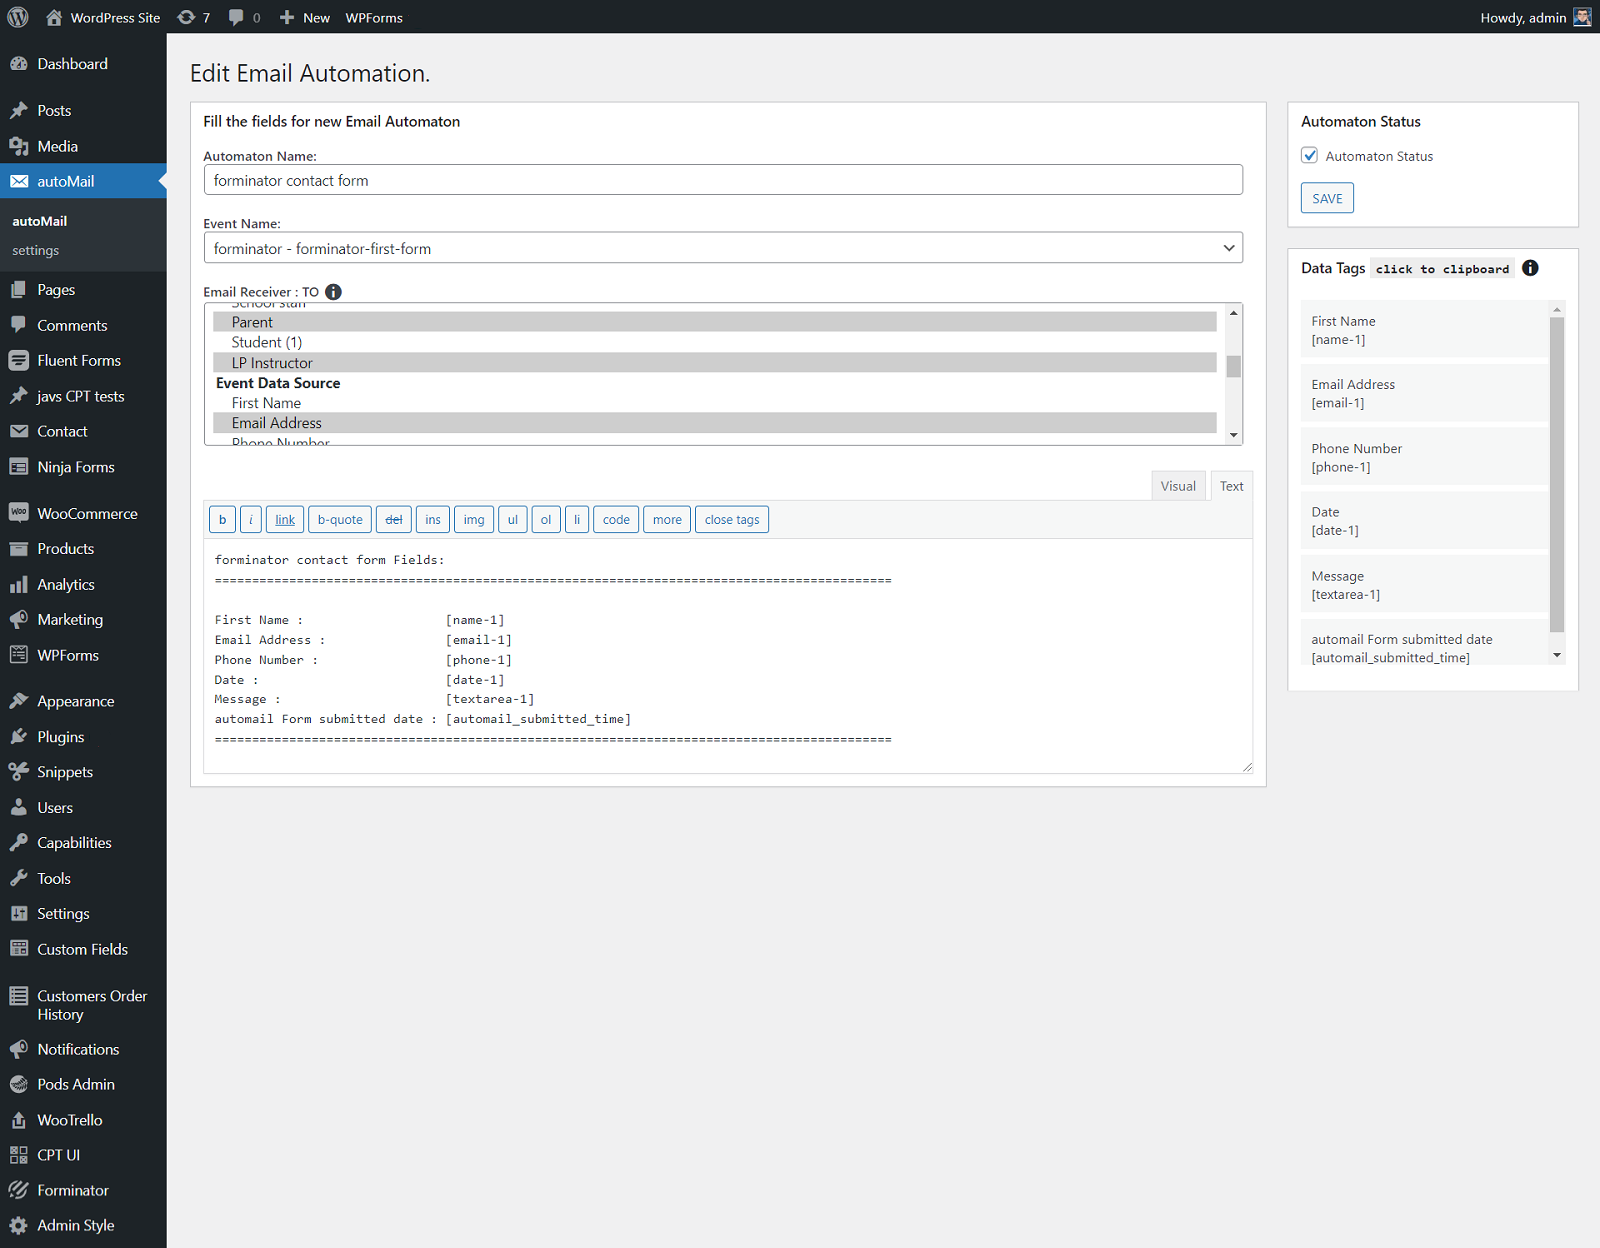 WordPress Site 7 0 New WPForms Howdy, admin
Dashboard
Posts
Media
autoMail
autoMail
settings
Pages
Comments
Fluent Forms
javs CPT tests
Contact
Ninja Forms
WooCommerce
Products
Analytics
Marketing
WPForms
Appearance
Plugins
Snippets
Users
Capabilities
Tools
Settings
Custom Fields
Customers Order
History
Notifications
Pods Admin
WooTrello
CPT UI
Forminator
Admin Style
Edit Email Automation.
Fill the fields for new Email Automaton
Automaton Name:
forminator contact form
Event Name:
forminator - forminator-first-form
Email Receiver : TO
School staff
Parent
Student (1)
LP Instructor
Event Data Source
First Name
Email Address
Phone Number
Visual Text
b i link b-quote del ins img ul ol li code more close tags
forminator contact form Fields:
===========================================================================================
First Name : [name-1]
Email Address : [email-1]
Phone Number : [phone-1]
Date : [date-1]
Message : [textarea-1]
automail Form submitted date : [automail_submitted_time]
===========================================================================================
Automaton Status
Automaton Status
SAVE
Data Tags click to clipboard
First Name
[name-1]
Email Address
[email-1]
Phone Number
[phone-1]
Date
[date-1]
Message
[textarea-1]
automail Form submitted date
[automail_submitted_time]